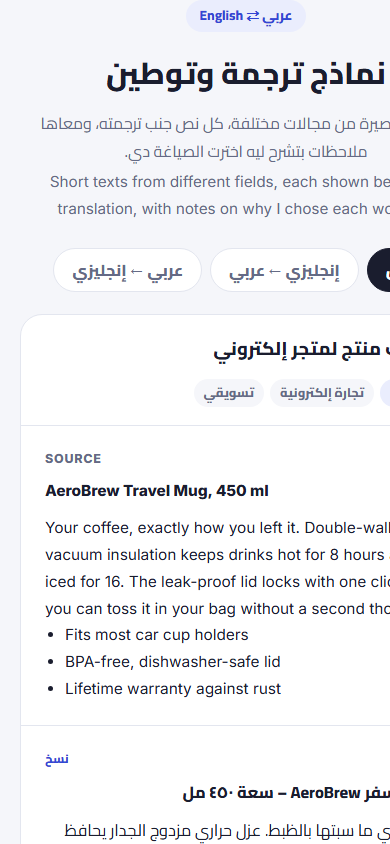 عربي ⇄ English
نماذج ترجمة وتوطين
صيرة من مجالات مختلفة، كل نص جنب ترجمته، ومعاها
ملاحظات بتشرح ليه اخترت الصياغة دي.
Short texts from different fields, each shown be
translation, with notes on why I chose each wo
إنجليزي ← عربي
عربي ← إنجليزي
منتج لمتجر إلكتروني
تجارة إلكترونية
تسويقي
SOURCE
AeroBrew Travel Mug, 450 ml
Your coffee, exactly how you left it. Double-wall
vacuum insulation keeps drinks hot for 8 hours
iced for 16. The leak-proof lid locks with one clic
you can toss it in your bag without a second tho
• Fits most car cup holders
• BPA-free, dishwasher-safe lid
• Lifetime warranty against rust
نسخ
سفر AeroBrew – سعة ٤٥٠ مل
ي ما سبتها بالظبط. عزل حراري مزدوج الجدار يحافظ